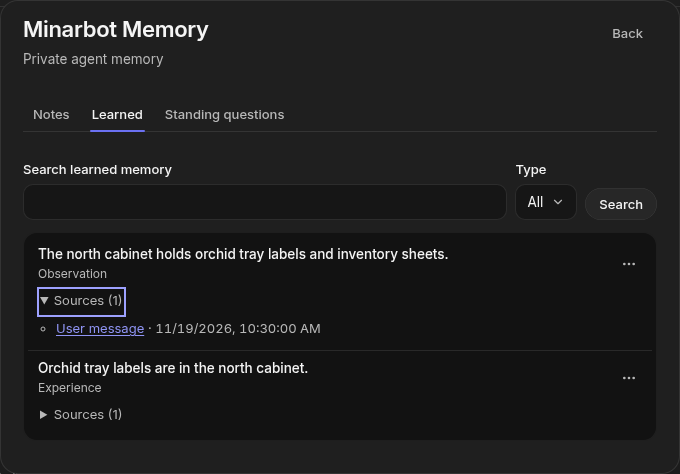 Minarbot Memory
Back
Private agent memory
Notes Learned Standing questions
Search learned memory
Type
All
Search
The north cabinet holds orchid tray labels and inventory sheets.
Observation
Sources (1)
User message · 11/19/2026, 10:30:00 AM
Orchid tray labels are in the north cabinet.
Experience
Sources (1)